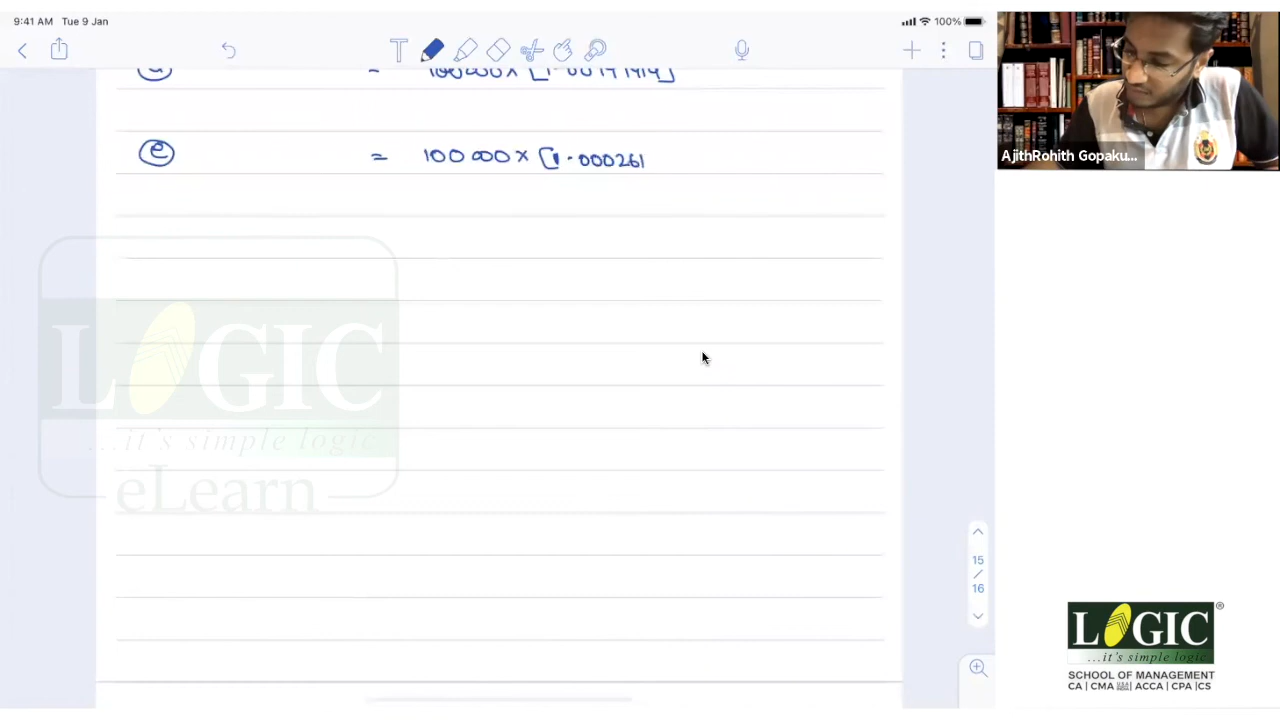 9:41 AM Tue 9 Jan
100%
T
= 100000 ×
AjithRohith Gopaku...
e = 100 000 × [1.000261
LOGIC
...it's simple logic
eLearn
15
/
16
LOGIC ®
...it's simple logic
SCHOOL OF MANAGEMENT
CA | CMA | ACCA | CPA | CS